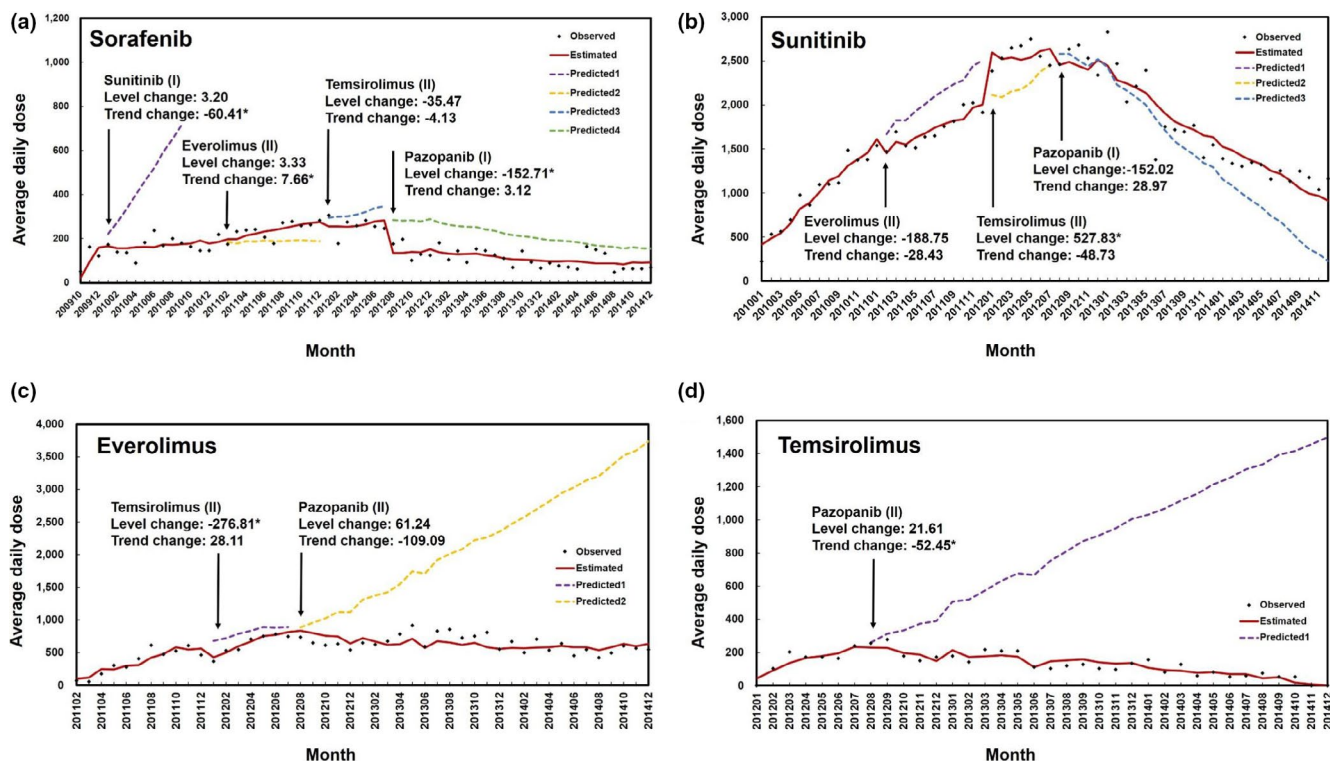 (a)
Sorafenib
Average daily dose
1,200
1,000
800
600
400
200
0
Observed
Estimated
Predicted1
Predicted2
Predicted3
Predicted4
Sunitinib (I)
Level change: 3.20
Trend change: -60.41*
Everolimus (II)
Level change: 3.33
Trend change: 7.66*
Temsirolimus (II)
Level change: -35.47
Trend change: -4.13
Pazopanib (I)
Level change: -152.71*
Trend change: 3.12
200910 200912 201002 201004 201006 201008 201010 201012 201102 201104 201106 201108 201110 201112 201202 201204 201206 201208 201210 201212 201302 201304 201306 201308 201310 201312 201402 201404 201406 201408 201410 201412
Month
(b)
Sunitinib
Average daily dose
3,000
2,500
2,000
1,500
1,000
500
0
Observed
Estimated
Predicted1
Predicted2
Predicted3
Pazopanib (I)
Level change:-152.02
Trend change: 28.97
Everolimus (II)
Level change: -188.75
Trend change: -28.43
Temsirolimus (II)
Level change: 527.83*
Trend change: -48.73
201001 201003 201005 201007 201009 201011 201101 201103 201105 201107 201109 201111 201201 201203 201205 201207 201209 201211 201301 201303 201305 201307 201309 201311 201401 201403 201405 201407 201409 201411
Month
(c)
Everolimus
Average daily dose
4,000
3,500
3,000
2,500
2,000
1,500
1,000
500
0
Temsirolimus (II)
Level change: -276.81*
Trend change: 28.11
Pazopanib (II)
Level change: 61.24
Trend change: -109.09
Observed
Estimated
Predicted1
Predicted2
201102 201104 201106 201108 201110 201112 201202 201204 201206 201208 201210 201212 201302 201304 201306 201308 201310 201312 201402 201404 201406 201408 201410 201412
Month
(d)
Temsirolimus
Average daily dose
1,600
1,400
1,200
1,000
800
600
400
200
0
Pazopanib (II)
Level change: 21.61
Trend change: -52.45*
Observed
Estimated
Predicted1
201201 201202 201203 201204 201205 201206 201207 201208 201209 201210 201211 201212 201301 201302 201303 201304 201305 201306 201307 201308 201309 201310 201311 201312 201401 201402 201403 201404 201405 201406 201407 201408 201409 201410 201411 201412
Month